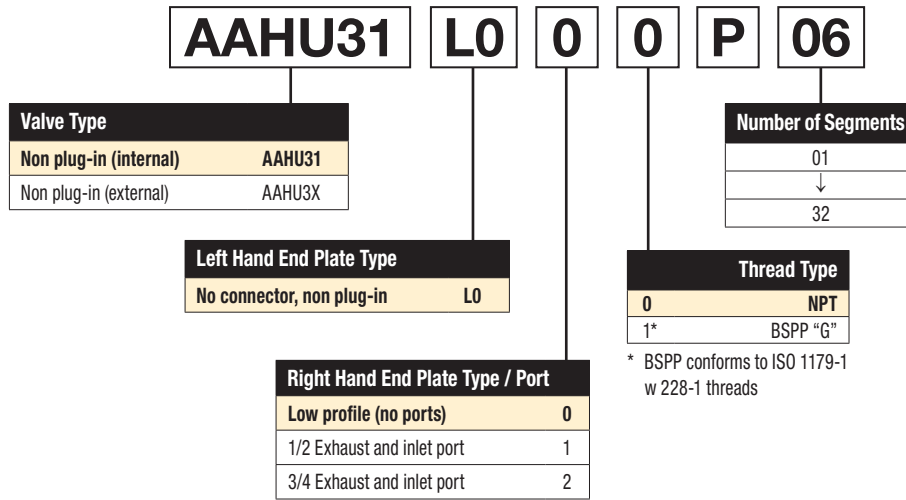 AAHU31 L0 0 0 P 06
Valve Type
Non plug-in (internal) AAHU31
Non plug-in (external) AAHU3X
Number of Segments
01
↓
32
Left Hand End Plate Type
No connector, non plug-in L0
Thread Type
0 NPT
1* BSPP “G”
* BSPP conforms to ISO 1179-1
w 228-1 threads
Right Hand End Plate Type / Port
Low profile (no ports) 0
1/2 Exhaust and inlet port 1
3/4 Exhaust and inlet port 2